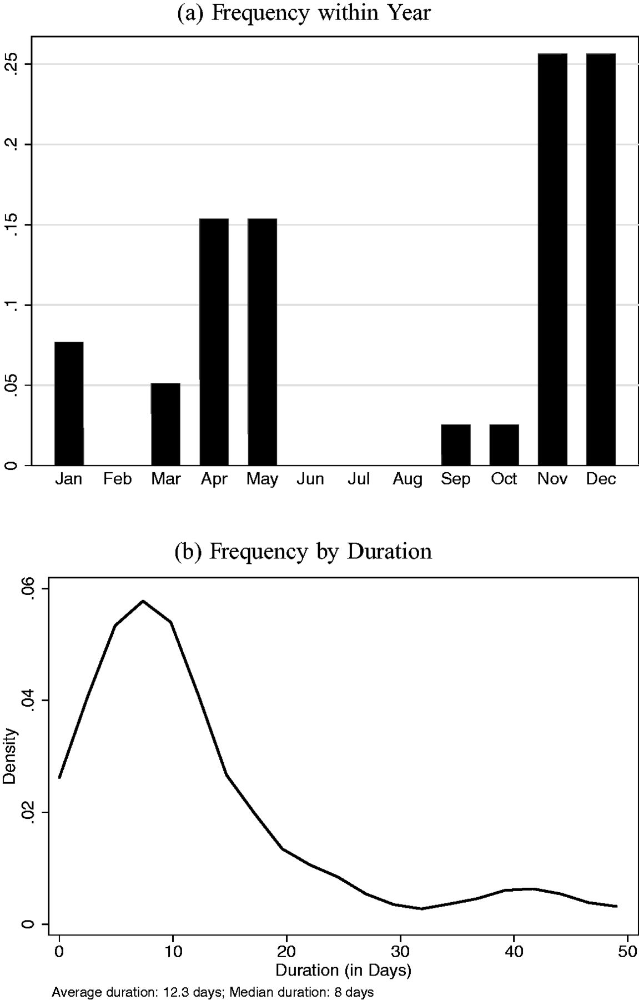 (a) Frequency within Year
.25
.2
.15
.1
.05
0
Jan Feb Mar Apr May Jun Jul Aug Sep Oct Nov Dec
(b) Frequency by Duration
.06
.04
.02
0
Density
0 10 20 30 40 50
Duration (in Days)
Average duration: 12.3 days; Median duration: 8 days